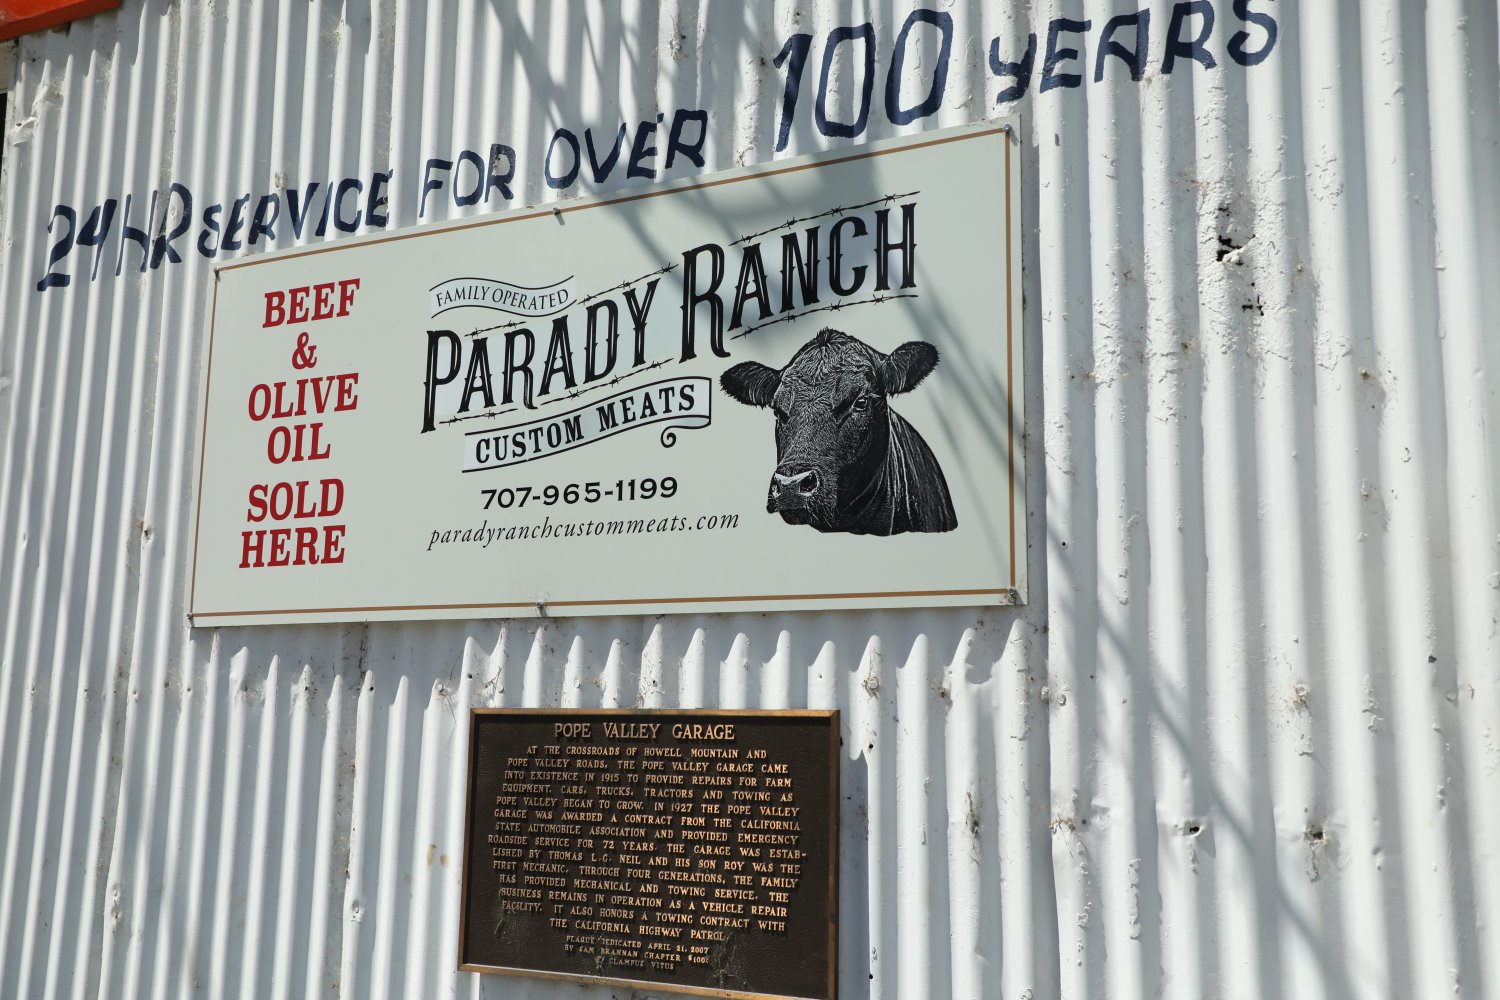 24 HR SERVICE FOR OVER 100 YEARS
BEEF
&
OLIVE
OIL
SOLD
HERE
FAMILY OPERATED
PARADY RANCH
CUSTOM MEATS
707-965-1199
paradyranchcustommeats.com
POPE VALLEY GARAGE
AT THE CROSSROADS OF HOWELL MOUNTAIN AND
POPE VALLEY ROADS, THE POPE VALLEY GARAGE CAME
INTO EXISTENCE IN 1915 TO PROVIDE REPAIRS FOR FARM
EQUIPMENT, CARS, TRUCKS, TRACTORS AND TOWING AS
POPE VALLEY BEGAN TO GROW. IN 1927 THE POPE VALLEY
GARAGE WAS AWARDED A CONTRACT FROM THE CALIFORNIA
STATE AUTOMOBILE ASSOCIATION AND PROVIDED EMERGENCY
ROADSIDE SERVICE FOR 72 YEARS. THE GARAGE WAS ESTAB-
LISHED BY THOMAS L.G. NEIL AND HIS SON ROY WAS THE
FIRST MECHANIC. THROUGH FOUR GENERATIONS, THE FAMILY
HAS PROVIDED MECHANICAL AND TOWING SERVICE. THE
BUSINESS REMAINS IN OPERATION AS A VEHICLE REPAIR
FACILITY. IT ALSO HONORS A TOWING CONTRACT WITH
THE CALIFORNIA HIGHWAY PATROL
PLAQUE DEDICATED APRIL 21, 2007
BY SAM BRANNAN CHAPTER
CLAMPUS VITUS